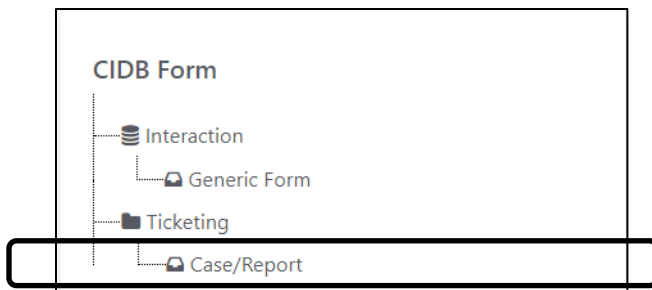 CIDB Form
Interaction
Generic Form
Ticketing
Case/Report